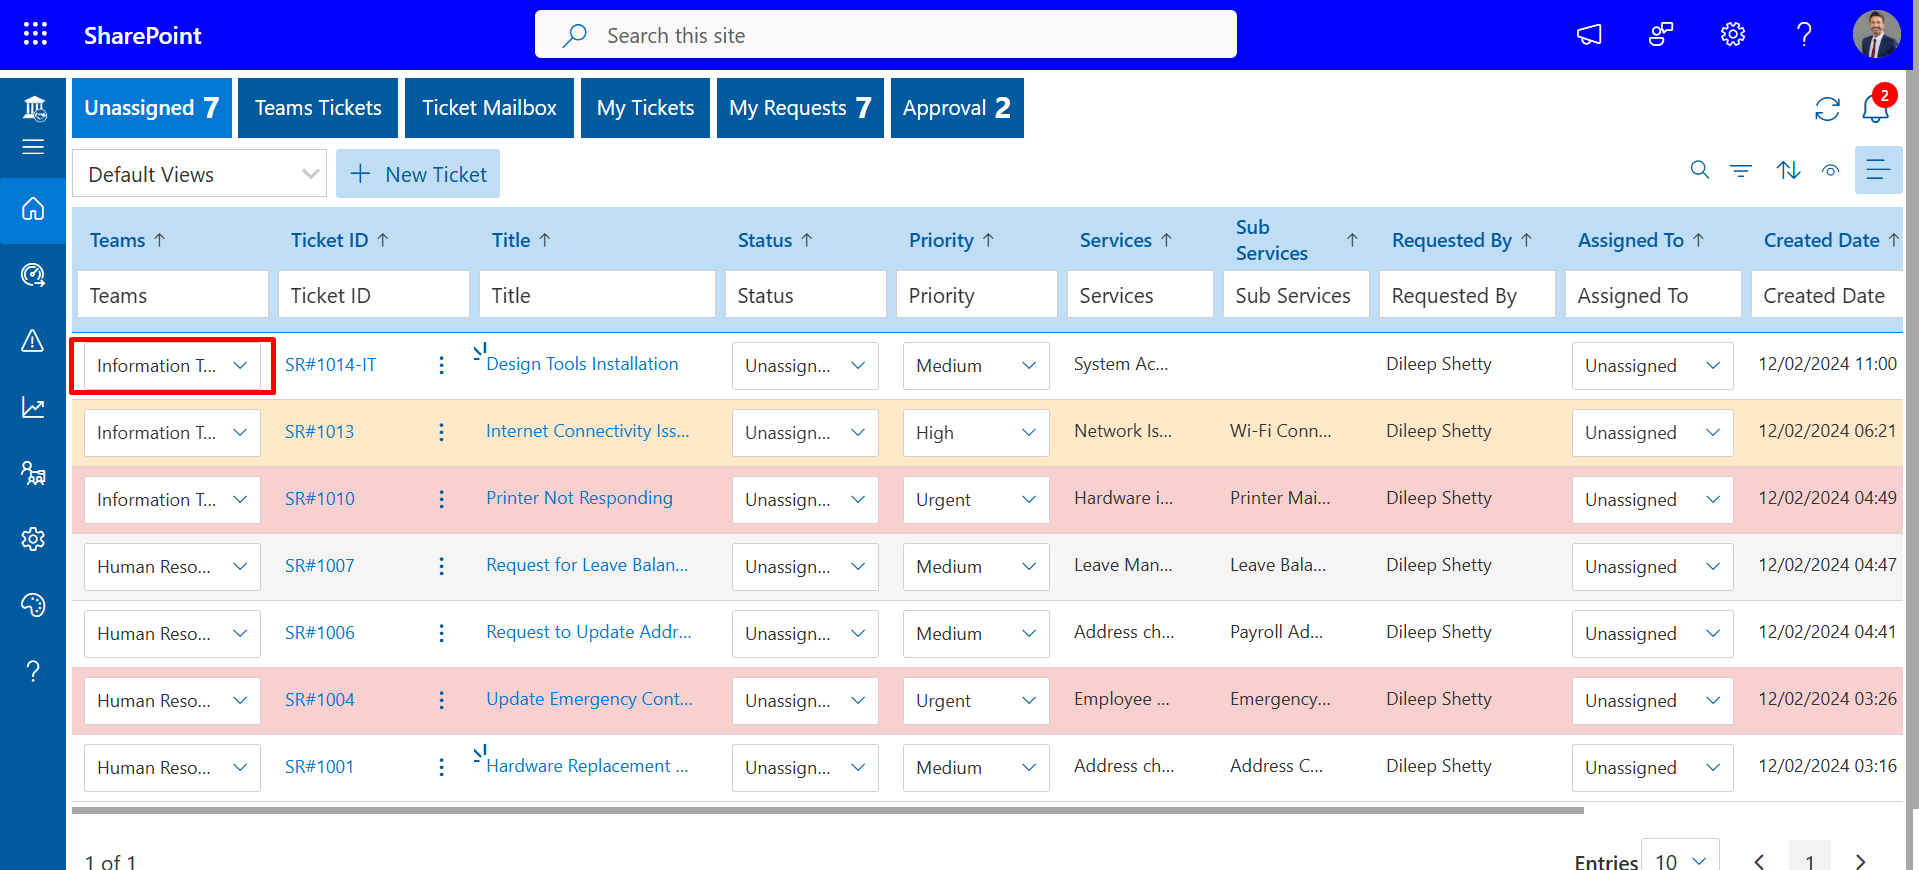 SharePoint
Search this site
Unassigned 7
Teams Tickets
Ticket Mailbox
My Tickets
My Requests 7
Approval 2
2
Default Views
New Ticket
Teams Ticket ID Title Status Priority Services Sub Services Requested By Assigned To Created Date
Teams Ticket ID Title Status Priority Services Sub Services Requested By Assigned To Created Date
Information T... SR#1014-IT Design Tools Installation Unassign... Medium System Ac... Dileep Shetty Unassigned 12/02/2024 11:00
Information T... SR#1013 Internet Connectivity Iss... Unassign... High Network Is... Wi-Fi Conn... Dileep Shetty Unassigned 12/02/2024 06:21
Information T... SR#1010 Printer Not Responding Unassign... Urgent Hardware i... Printer Mai... Dileep Shetty Unassigned 12/02/2024 04:49
Human Reso... SR#1007 Request for Leave Balan... Unassign... Medium Leave Man... Leave Bala... Dileep Shetty Unassigned 12/02/2024 04:47
Human Reso... SR#1006 Request to Update Addr... Unassign... Medium Address ch... Payroll Ad... Dileep Shetty Unassigned 12/02/2024 04:41
Human Reso... SR#1004 Update Emergency Cont... Unassign... Urgent Employee ... Emergency... Dileep Shetty Unassigned 12/02/2024 03:26
Human Reso... SR#1001 Hardware Replacement ... Unassign... Medium Address ch... Address C... Dileep Shetty Unassigned 12/02/2024 03:16
1 of 1
Entries 10 1